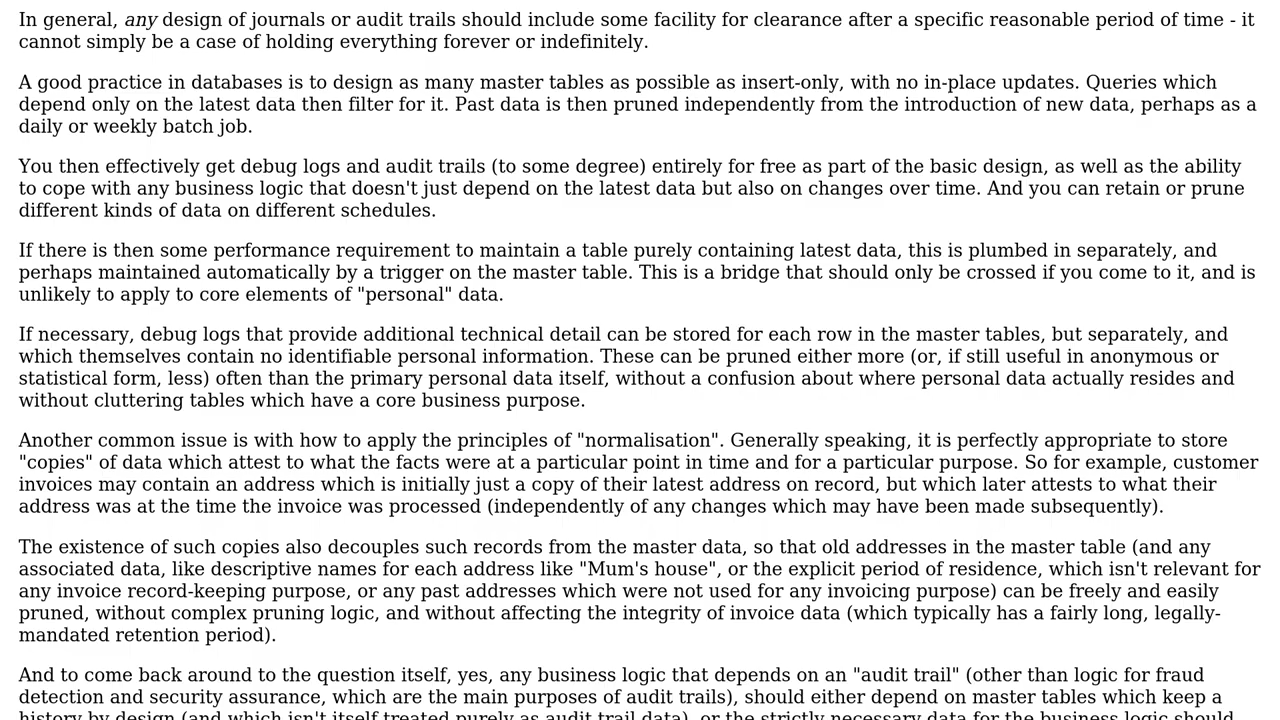 In general, any design of journals or audit trails should include some facility for clearance after a specific reasonable period of time - it
cannot simply be a case of holding everything forever or indefinitely.
A good practice in databases is to design as many master tables as possible as insert-only, with no in-place updates. Queries which
depend only on the latest data then filter for it. Past data is then pruned independently from the introduction of new data, perhaps as a
daily or weekly batch job.
You then effectively get debug logs and audit trails (to some degree) entirely for free as part of the basic design, as well as the ability
to cope with any business logic that doesn't just depend on the latest data but also on changes over time. And you can retain or prune
different kinds of data on different schedules.
If there is then some performance requirement to maintain a table purely containing latest data, this is plumbed in separately, and
perhaps maintained automatically by a trigger on the master table. This is a bridge that should only be crossed if you come to it, and is
unlikely to apply to core elements of "personal" data.
If necessary, debug logs that provide additional technical detail can be stored for each row in the master tables, but separately, and
which themselves contain no identifiable personal information. These can be pruned either more (or, if still useful in anonymous or
statistical form, less) often than the primary personal data itself, without a confusion about where personal data actually resides and
without cluttering tables which have a core business purpose.
Another common issue is with how to apply the principles of "normalisation". Generally speaking, it is perfectly appropriate to store
"copies" of data which attest to what the facts were at a particular point in time and for a particular purpose. So for example, customer
invoices may contain an address which is initially just a copy of their latest address on record, but which later attests to what their
address was at the time the invoice was processed (independently of any changes which may have been made subsequently).
The existence of such copies also decouples such records from the master data, so that old addresses in the master table (and any
associated data, like descriptive names for each address like "Mum's house", or the explicit period of residence, which isn't relevant for
any invoice record-keeping purpose, or any past addresses which were not used for any invoicing purpose) can be freely and easily
pruned, without complex pruning logic, and without affecting the integrity of invoice data (which typically has a fairly long, legally-
mandated retention period).
And to come back around to the question itself, yes, any business logic that depends on an "audit trail" (other than logic for fraud
detection and security assurance, which are the main purposes of audit trails), should either depend on master tables which keep a
history by design (and which isn't itself treated purely as audit trail data), or the strictly necessary data for the business logic should